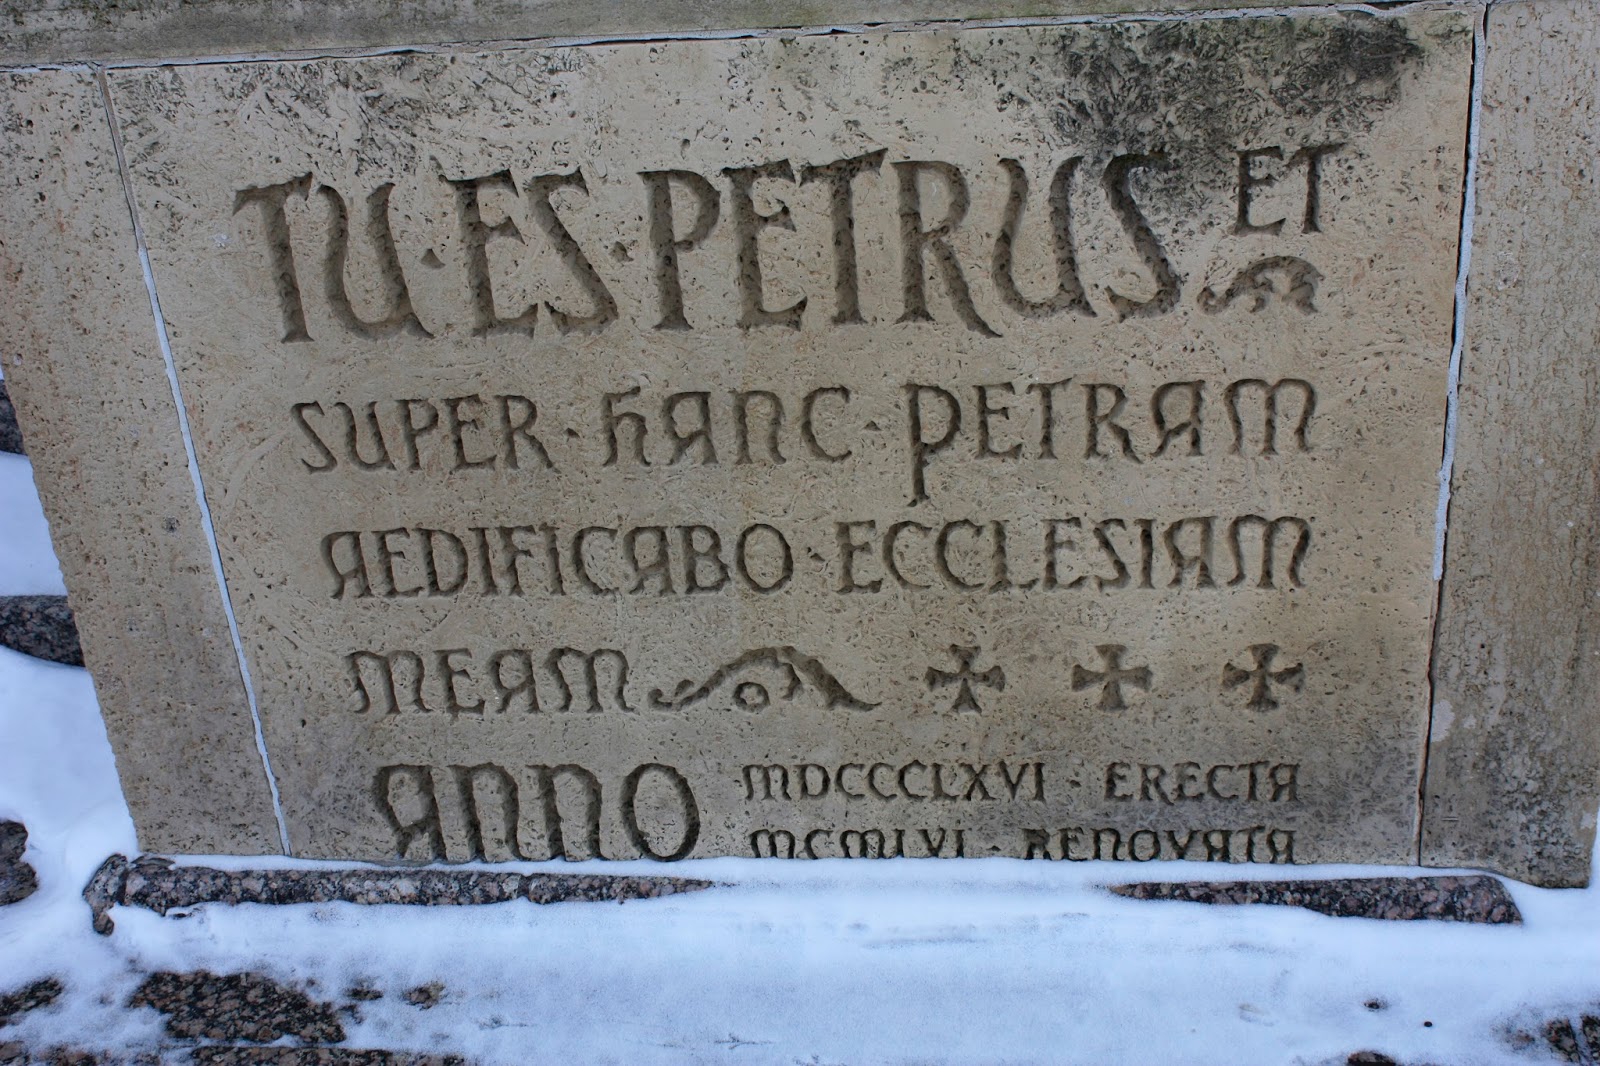 TU·ES·PETRUS ET
SUPER·HANC·PETRAM
AEDIFICABO·ECCLESIAM
MEAM
ANNO MDCCCLXVI·ERECTA
MCMLVI·RENOVATA